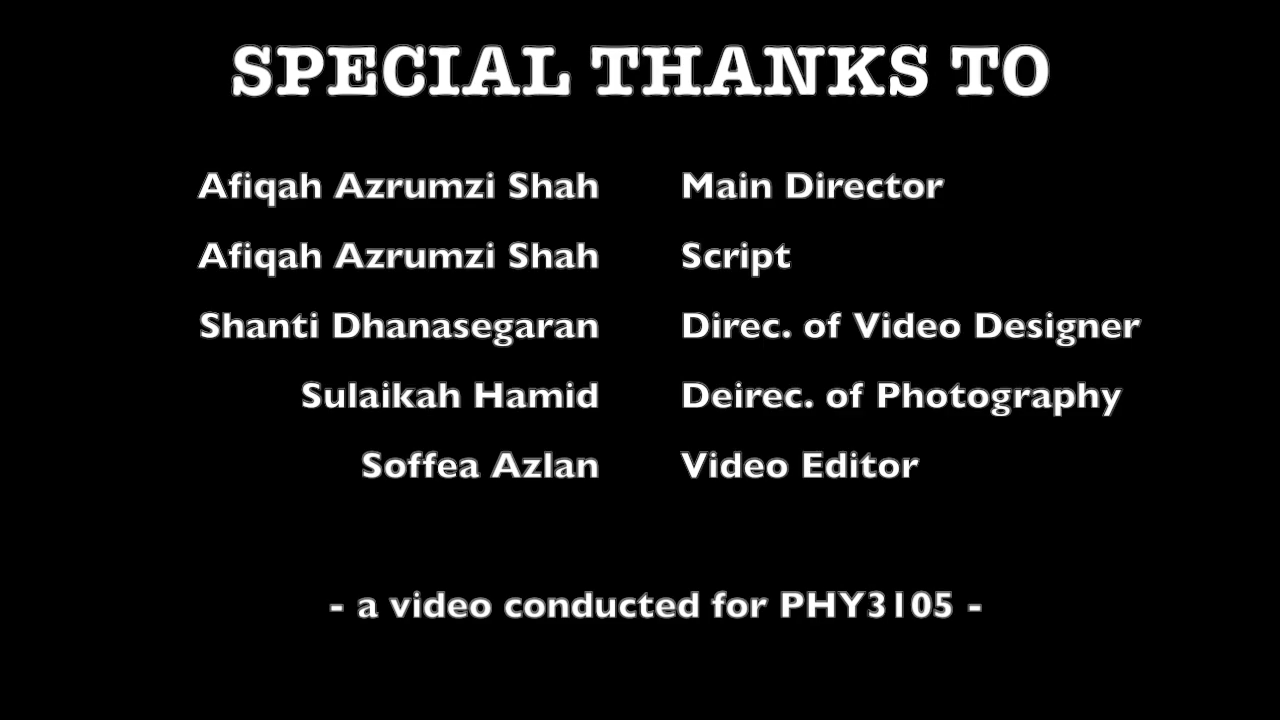 SPECIAL THANKS TO
Afiqah Azrumzi Shah Main Director
Afiqah Azrumzi Shah Script
Shanti Dhanasegaran Direc. of Video Designer
Sulaikah Hamid Deirec. of Photography
Soffea Azlan Video Editor
- a video conducted for PHY3105 -